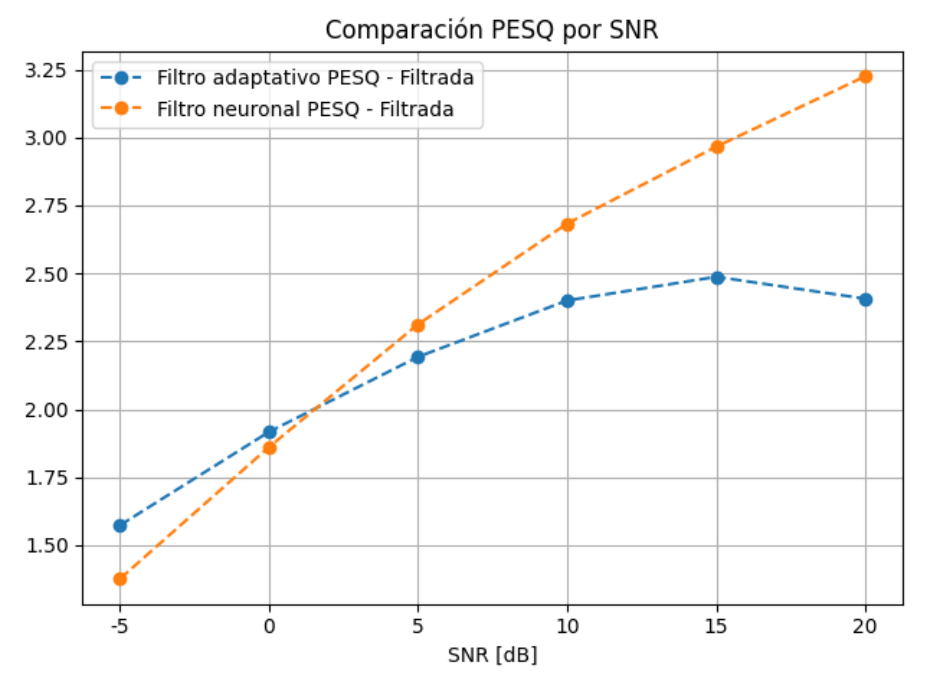 Comparación PESQ por SNR
Filtro adaptativo PESQ - Filtrada
Filtro neuronal PESQ - Filtrada
3.25
3.00
2.75
2.50
2.25
2.00
1.75
1.50
-5 0 5 10 15 20
SNR [dB]